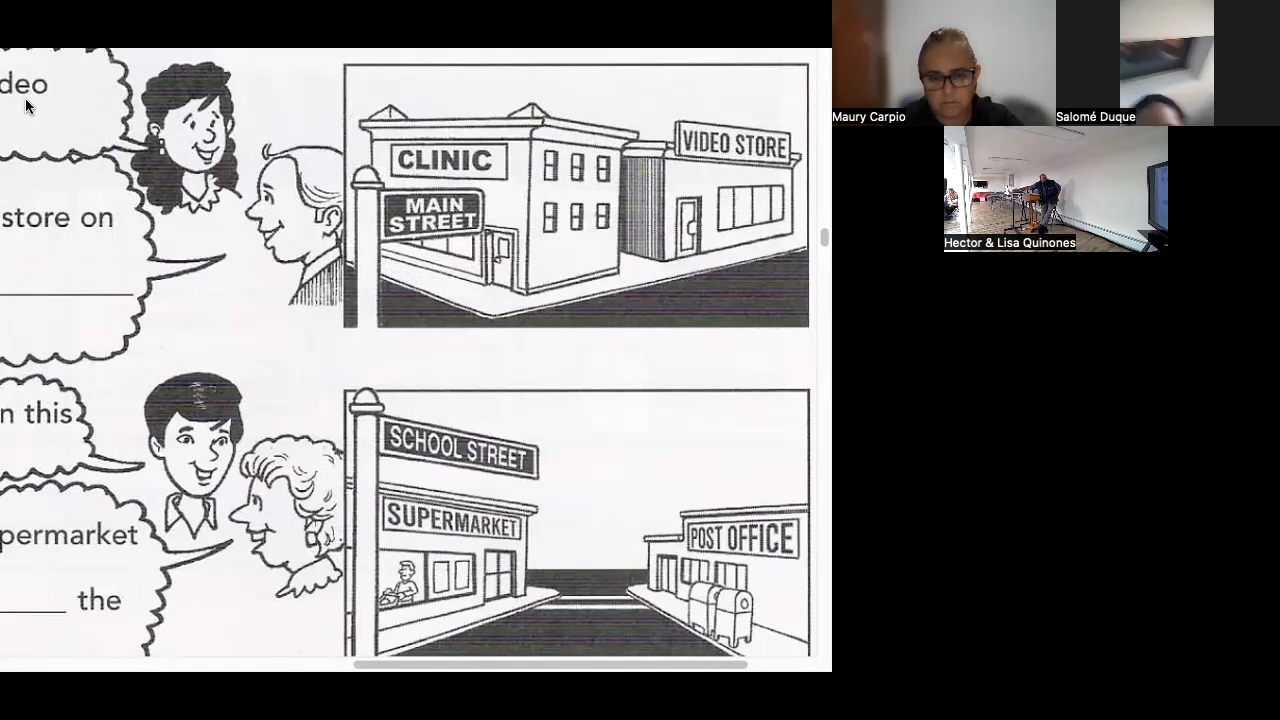 deo
store on
n this
permarket
the
CLINIC
MAIN
STREET
VIDEO STORE
SCHOOL STREET
SUPERMARKET
POST OFFICE
Maury Carpio
Salomé Duque
Hector & Lisa Quinones